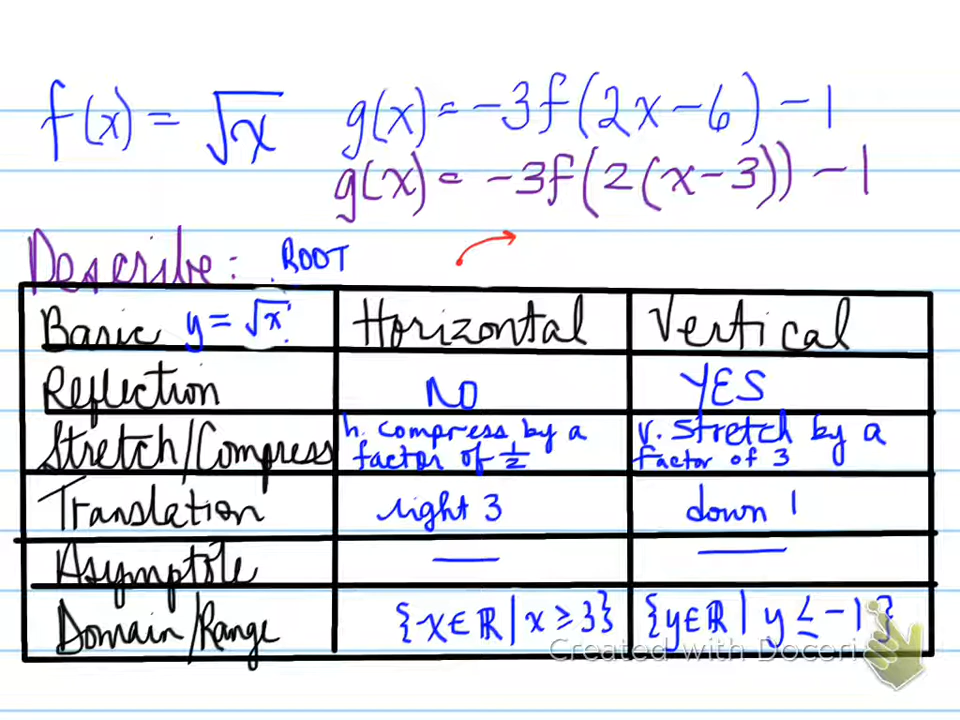 f(x) = √x g(x) = -3f(2x-6) - 1
g(x) = -3f(2(x-3)) - 1
Describe: ROOT
Basic y = √x Horizontal Vertical
Reflection NO YES
Stretch/Compress h. compress by a factor of 1/2 v. stretch by a factor of 3
Translation right 3 down 1
Asymptote — —
Domain/Range {x∈ℝ | x ≥ 3} {y∈ℝ | y ≤ -1}
Created with Doceri